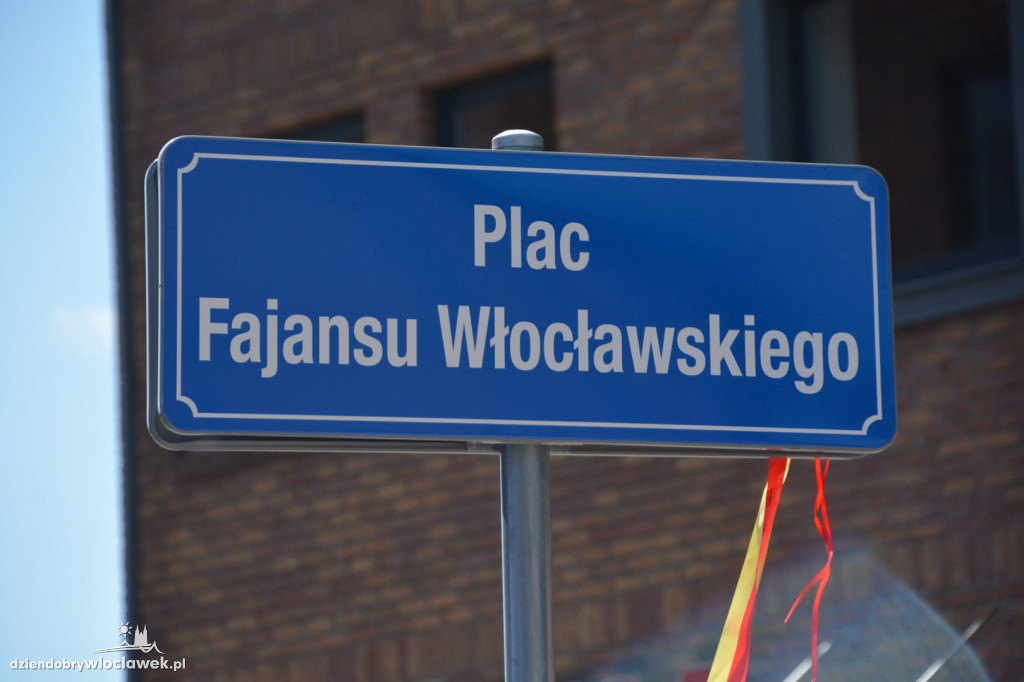 Plac
Fajansu Włocławskiego
dziendobrywloclawek.pl